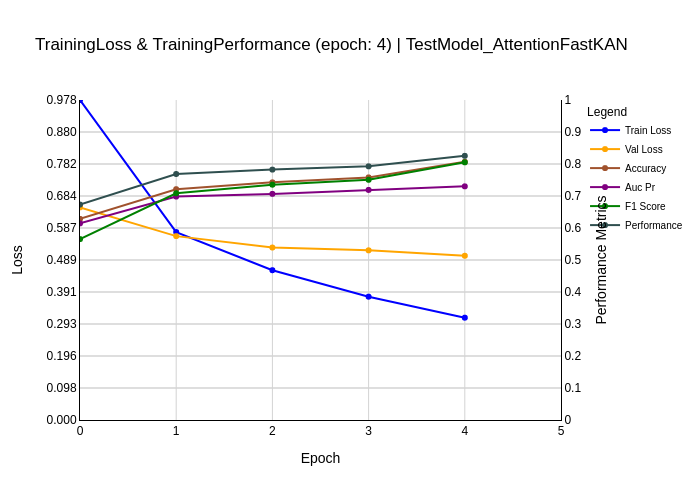 TrainingLoss & TrainingPerformance (epoch: 4) | TestModel_AttentionFastKAN
0.978
0.880
0.782
0.684
0.587
0.489
0.391
0.293
0.196
0.098
0.000
Loss
0
1
2
3
4
5
Epoch
1
0.9
0.8
0.7
0.6
0.5
0.4
0.3
0.2
0.1
0
Performance Metrics
Legend
Train Loss
Val Loss
Accuracy
Auc Pr
F1 Score
Performance